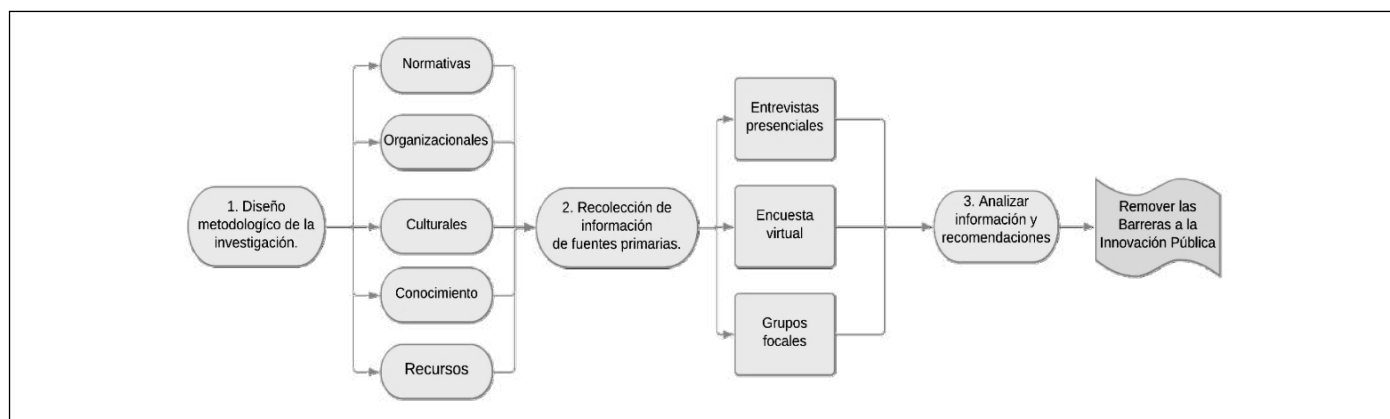 1. Diseño
metodologíco de la
investigación.
Normativas
Organizacionales
Culturales
Conocimiento
Recursos
2. Recolección de
información
de fuentes primarias.
Entrevistas
presenciales
Encuesta
virtual
Grupos
focales
3. Analizar
información y
recomendaciones
Remover las
Barreras a la
Innovación Pública